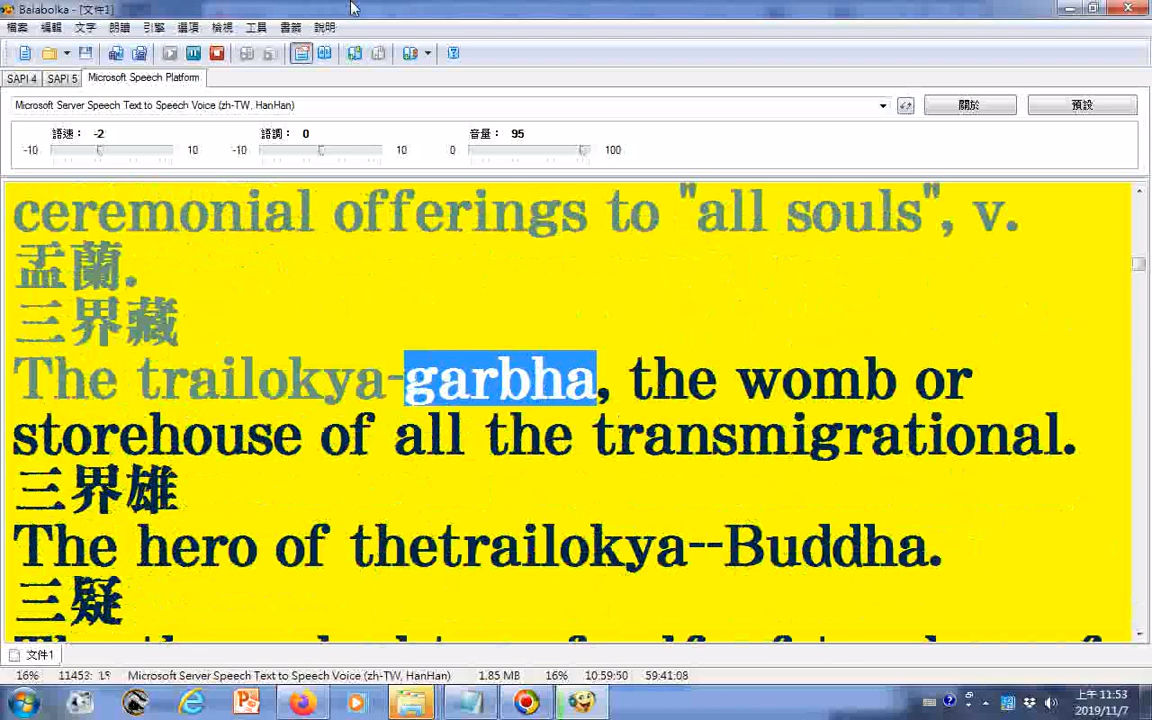 Balabolka - [文件1]
檔案 編輯 文字 朗讀 引擎 選項 檢視 工具 書籤 說明
SAPI 4 SAPI 5 Microsoft Speech Platform
Microsoft Server Speech Text to Speech Voice (zh-TW, HanHan) 關於 預設
語速： -2 語調： 0 音量： 95
-10 10 -10 10 0 100
ceremonial offerings to "all souls", v.
盂蘭.
三界藏
The trailokya-garbha, the womb or
storehouse of all the transmigrational.
三界雄
The hero of thetrailokya--Buddha.
三疑
文件1
16% 11453: Microsoft Server Speech Text to Speech Voice (zh-TW, HanHan) 1.85 MB 16% 10:59:50 59:41:08
上午 11:53
2019/11/7